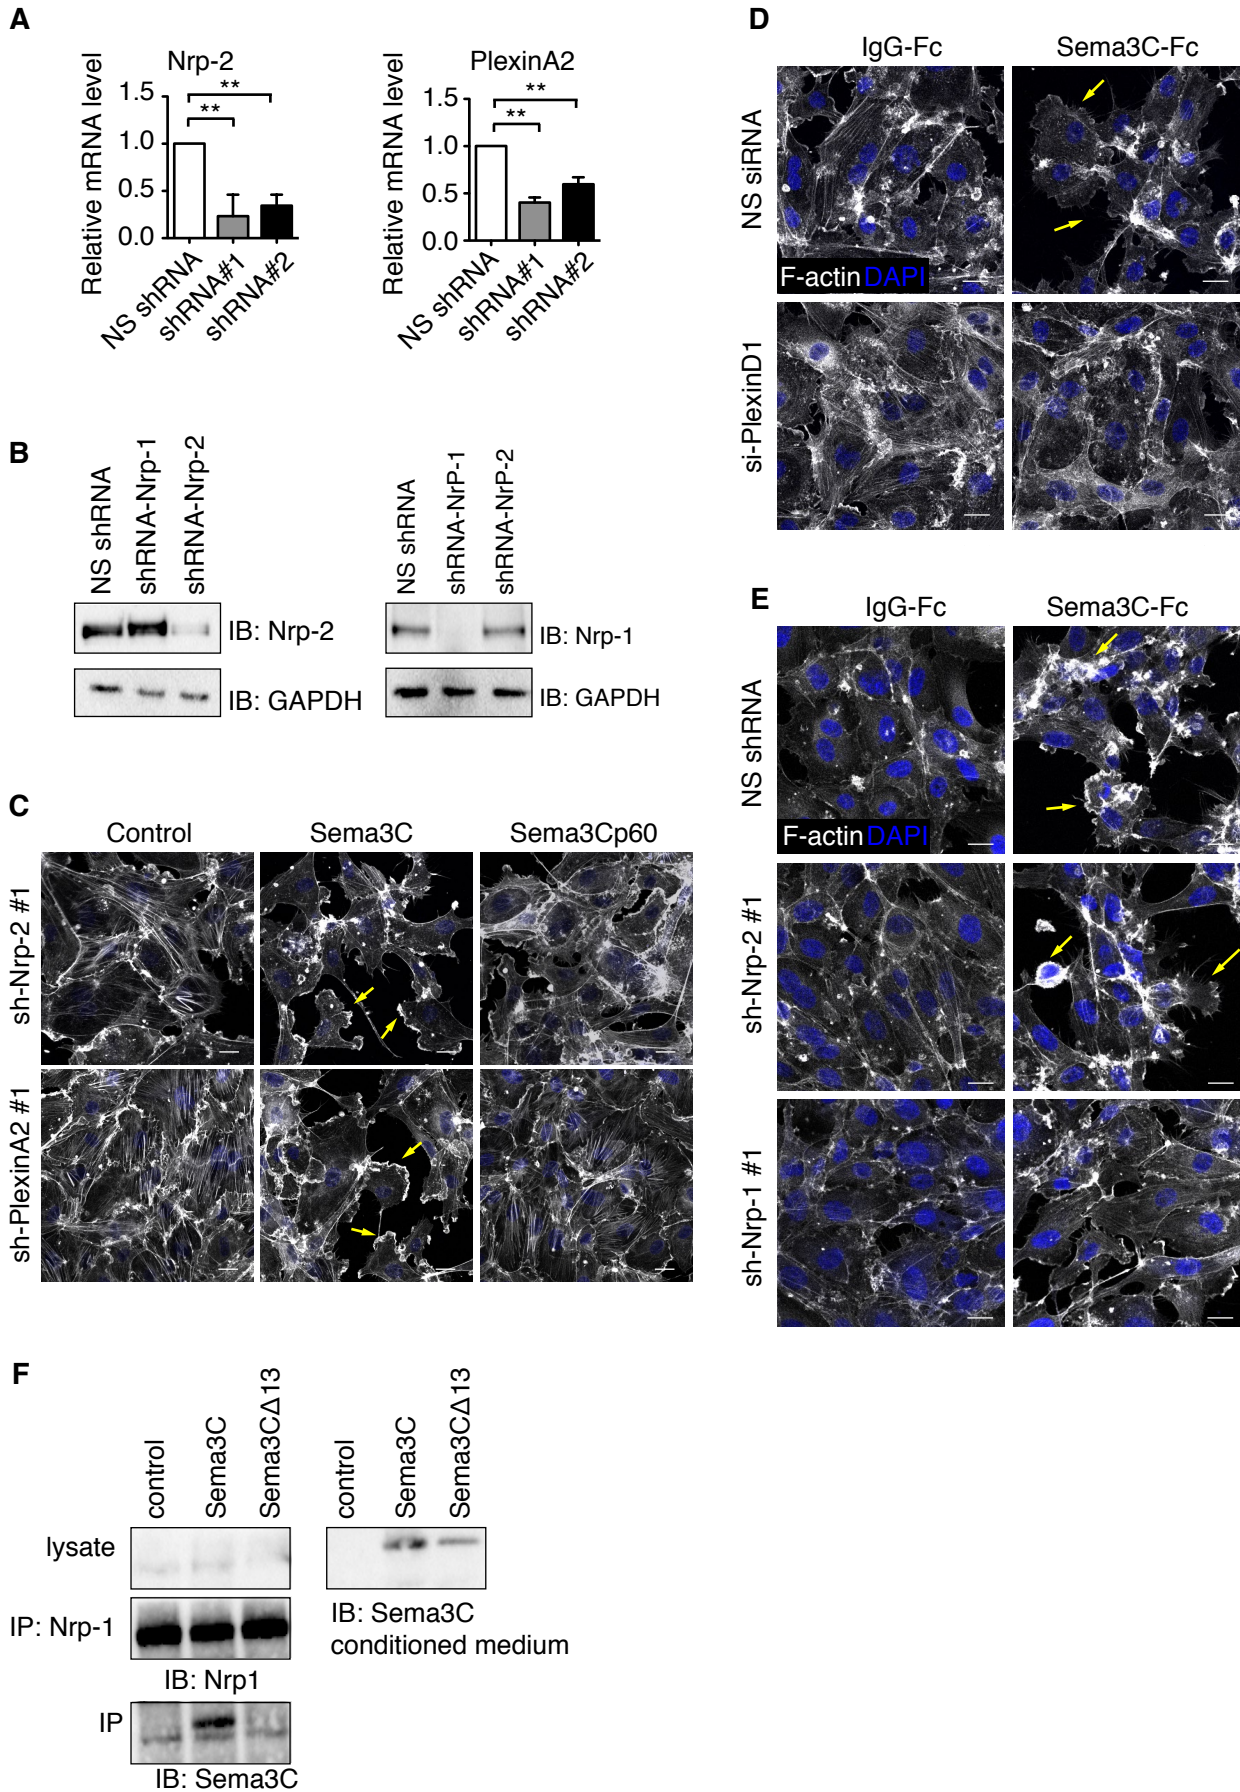 A
Nrp-2
Relative mRNA level
1.5
1.0
0.5
0.0
**
**
NS shRNA
shRNA#1
shRNA#2
PlexinA2
Relative mRNA level
1.5
1.0
0.5
0.0
**
**
NS shRNA
shRNA#1
shRNA#2
B
NS shRNA
shRNA-Nrp-1
shRNA-Nrp-2
IB: Nrp-2
IB: GAPDH
NS shRNA
shRNA-NrP-1
shRNA-NrP-2
IB: Nrp-1
IB: GAPDH
C
Control
Sema3C
Sema3Cp60
sh-Nrp-2 #1
sh-PlexinA2 #1
D
IgG-Fc
Sema3C-Fc
NS siRNA
F-actin DAPI
si-PlexinD1
E
IgG-Fc
Sema3C-Fc
NS shRNA
F-actin DAPI
sh-Nrp-2 #1
sh-Nrp-1 #1
F
control
Sema3C
Sema3CΔ13
lysate
IP: Nrp-1
IB: Nrp1
IP
IB: Sema3C
control
Sema3C
Sema3CΔ13
IB: Sema3C
conditioned medium